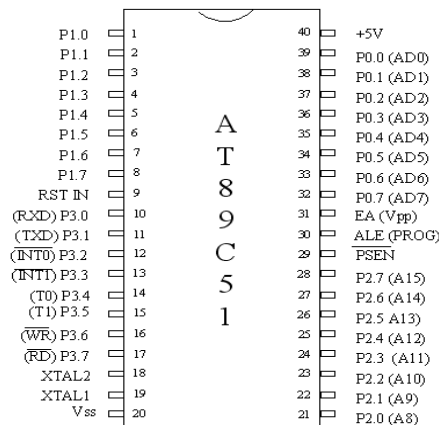 P1.0 1 40 +5V
P1.1 2 39 P0.0 (AD0)
P1.2 3 38 P0.1 (AD1)
P1.3 4 37 P0.2 (AD2)
P1.4 5 36 P0.3 (AD3)
P1.5 6 35 P0.4 (AD4)
P1.6 7 34 P0.5 (AD5)
P1.7 8 33 P0.6 (AD6)
RST IN 9 32 P0.7 (AD7)
(RXD) P3.0 10 31 EA (Vpp)
(TXD) P3.1 11 30 ALE (PROG)
(INT0) P3.2 12 29 PSEN
(INT1) P3.3 13 28 P2.7 (A15)
(T0) P3.4 14 27 P2.6 (A14)
(T1) P3.5 15 26 P2.5 A13)
(WR) P3.6 16 25 P2.4 (A12)
(RD) P3.7 17 24 P2.3 (A11)
XTAL2 18 23 P2.2 (A10)
XTAL1 19 22 P2.1 (A9)
Vss 20 21 P2.0 (A8)
AT89C51